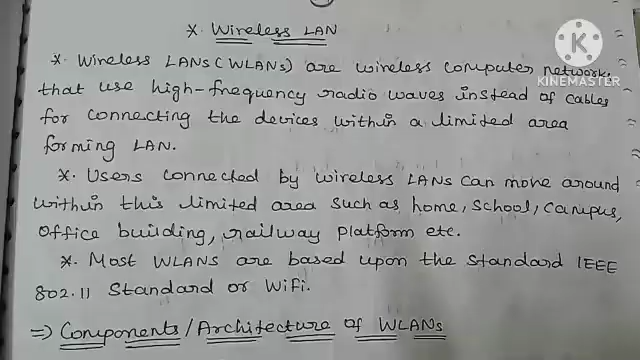 * Wireless LAN
* Wireless LANs (WLANs) are wireless computer network,
that use high-frequency radio waves instead of cables
for connecting the devices within a limited area
forming LAN.
* Users connected by wireless LANs can move around
within this limited area such as home, school, campus,
office building, railway platform etc.
* Most WLANs are based upon the standard IEEE
802.11 standard or WiFi.
=> Components/Architecture of WLANs
K
KINEMASTER